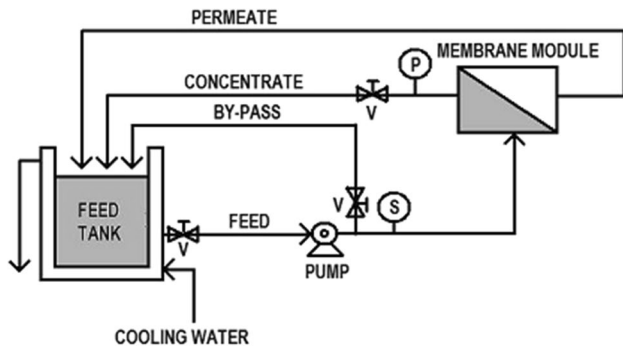 PERMEATE
MEMBRANE MODULE
P
CONCENTRATE
V
BY-PASS
V
S
FEED
TANK
FEED
V
PUMP
COOLING WATER